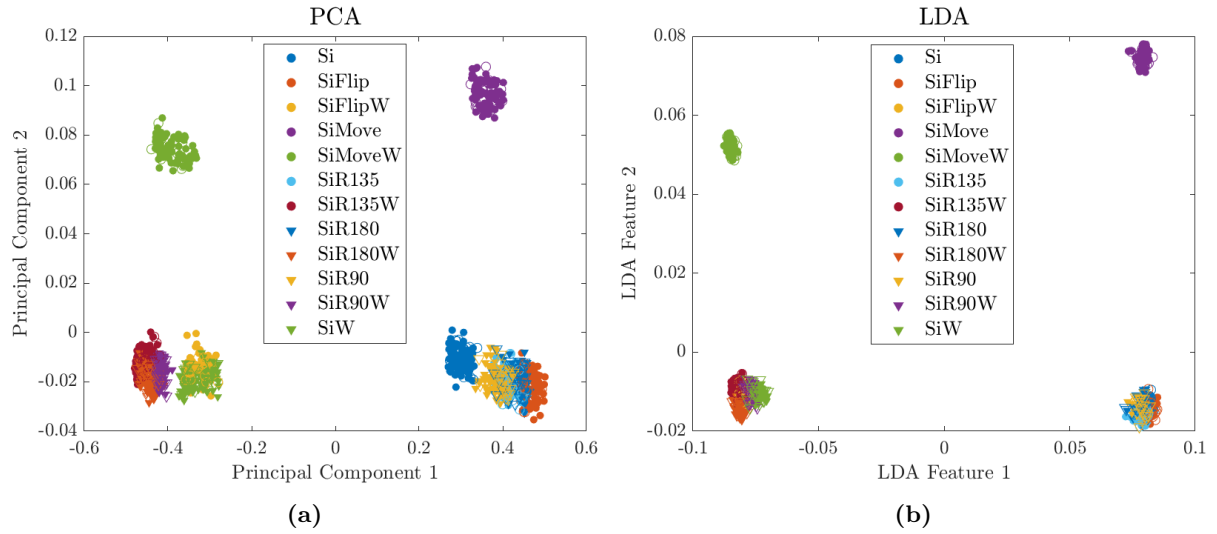 PCA
0.12
0.1
0.08
0.06
0.04
0.02
0
-0.02
-0.04
-0.6
-0.4
-0.2
0
0.2
0.4
0.6
Principal Component 2
Principal Component 1
Si
SiFlip
SiFlipW
SiMove
SiMoveW
SiR135
SiR135W
SiR180
SiR180W
SiR90
SiR90W
SiW
(a)
LDA
0.08
0.06
0.04
0.02
0
-0.02
-0.1
-0.05
0
0.05
0.1
LDA Feature 2
LDA Feature 1
Si
SiFlip
SiFlipW
SiMove
SiMoveW
SiR135
SiR135W
SiR180
SiR180W
SiR90
SiR90W
SiW
(b)